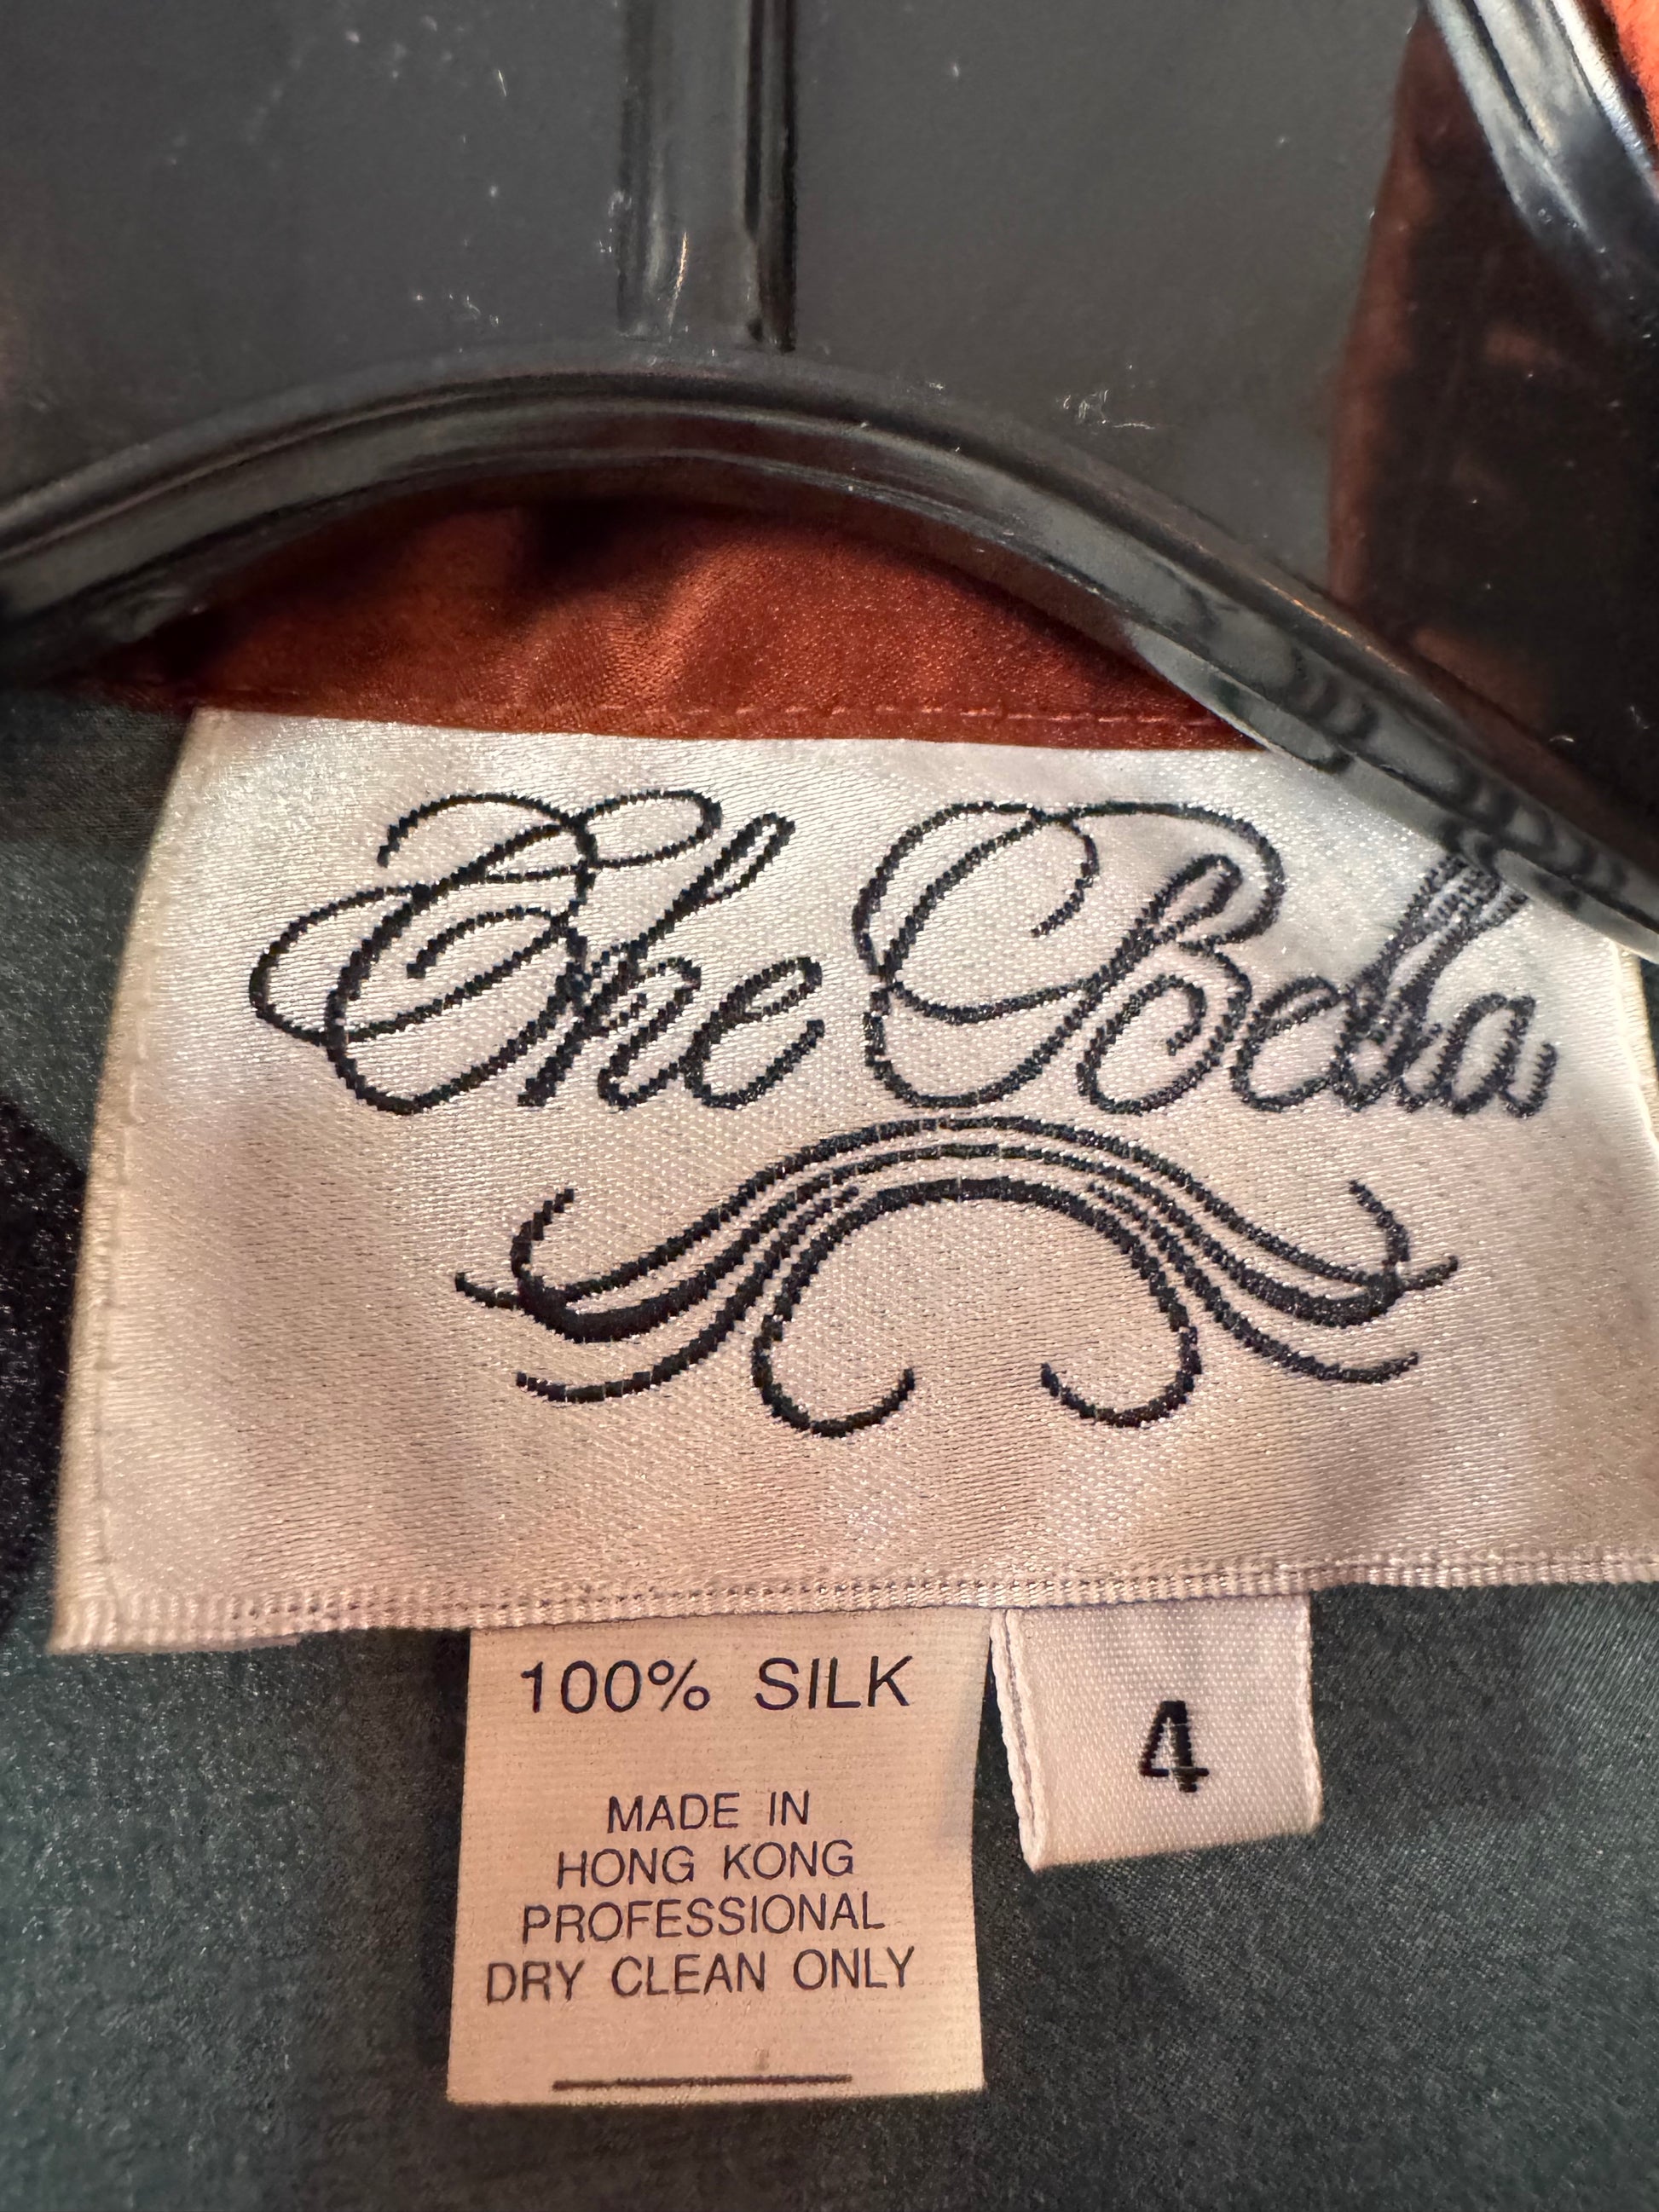 Che Bella
100% SILK
4
MADE IN
HONG KONG
PROFESSIONAL
DRY CLEAN ONLY